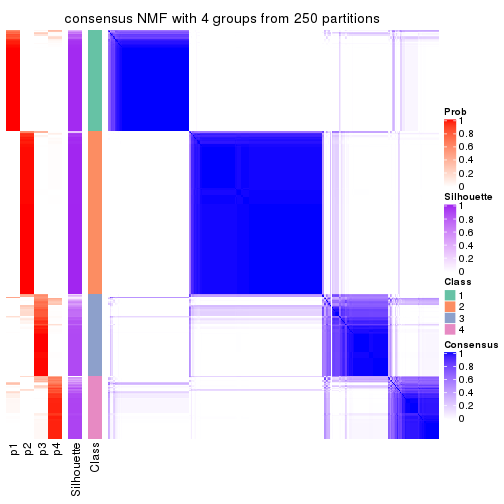 consensus NMF with 4 groups from 250 partitions
Prob
1
0.8
0.6
0.4
0.2
0
Silhouette
1
0.8
0.6
0.4
0.2
0
Class
1
2
3
4
Consensus
1
0.8
0.6
0.4
0.2
0
p1
p2
p3
p4
Silhouette
Class